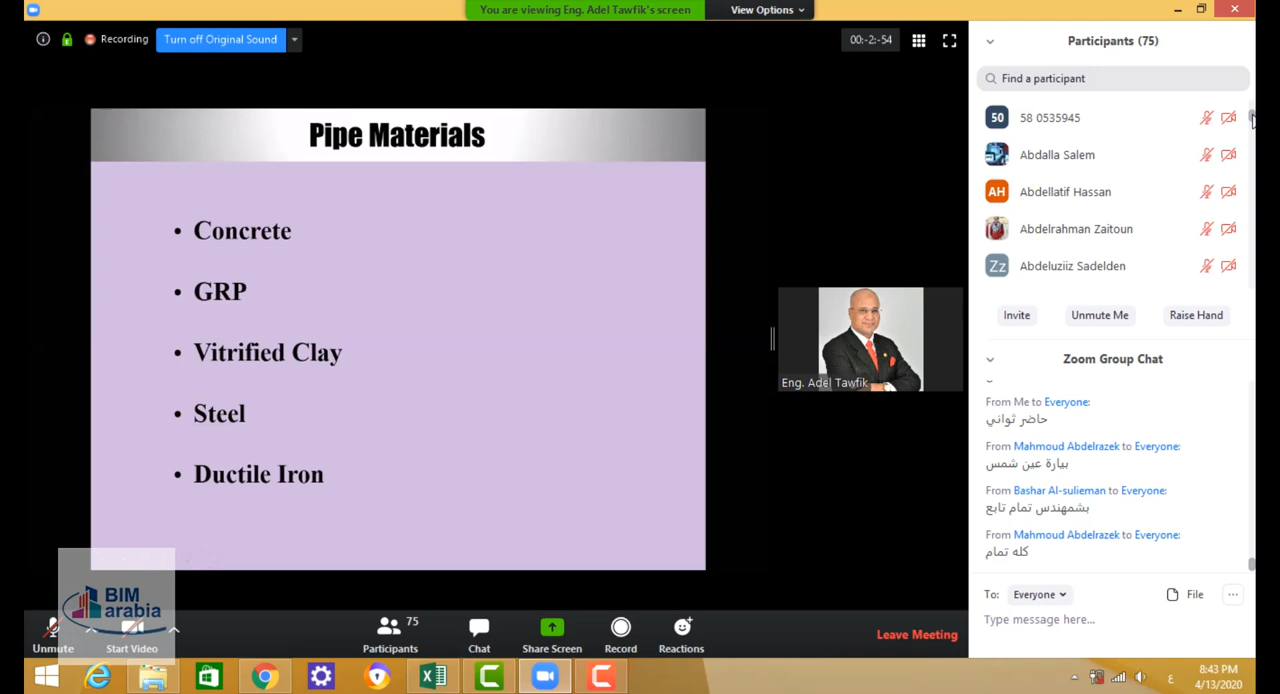 You are viewing Eng. Adel Tawfik's screen
View Options
Recording
Turn off Original Sound
00:-2:-54
Participants (75)
Find a participant
50 58 0535945
Abdalla Salem
AH Abdellatif Hassan
Abdelrahman Zaitoun
Zz Abdeluziiz Sadelden
Invite Unmute Me Raise Hand
Pipe Materials
• Concrete
• GRP
• Vitrified Clay
• Steel
• Ductile Iron
Eng. Adel Tawfik
Zoom Group Chat
From Me to Everyone:
حاضر ثواني
From Mahmoud Abdelrazek to Everyone:
بيارة عين شمس
From Bashar Al-sulieman to Everyone:
بشمهندس تمام تابع
From Mahmoud Abdelrazek to Everyone:
كله تمام
To: Everyone File ...
Type message here...
BIM
arabia
Unmute Start Video Participants 75 Chat Share Screen Record Reactions Leave Meeting
ع
8:43 PM
4/13/2020